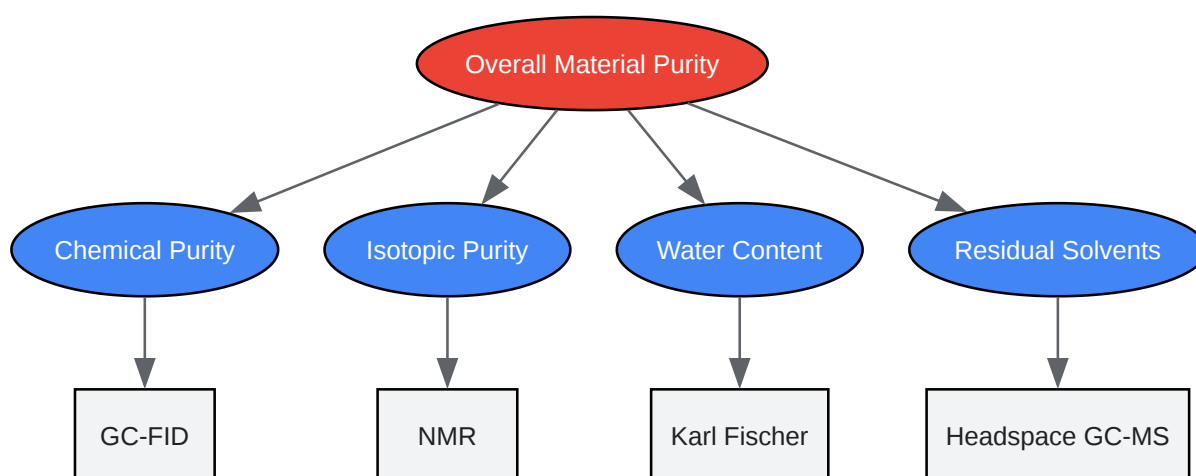 Overall Material Purity
Chemical Purity
Isotopic Purity
Water Content
Residual Solvents
GC-FID
NMR
Karl Fischer
Headspace GC-MS